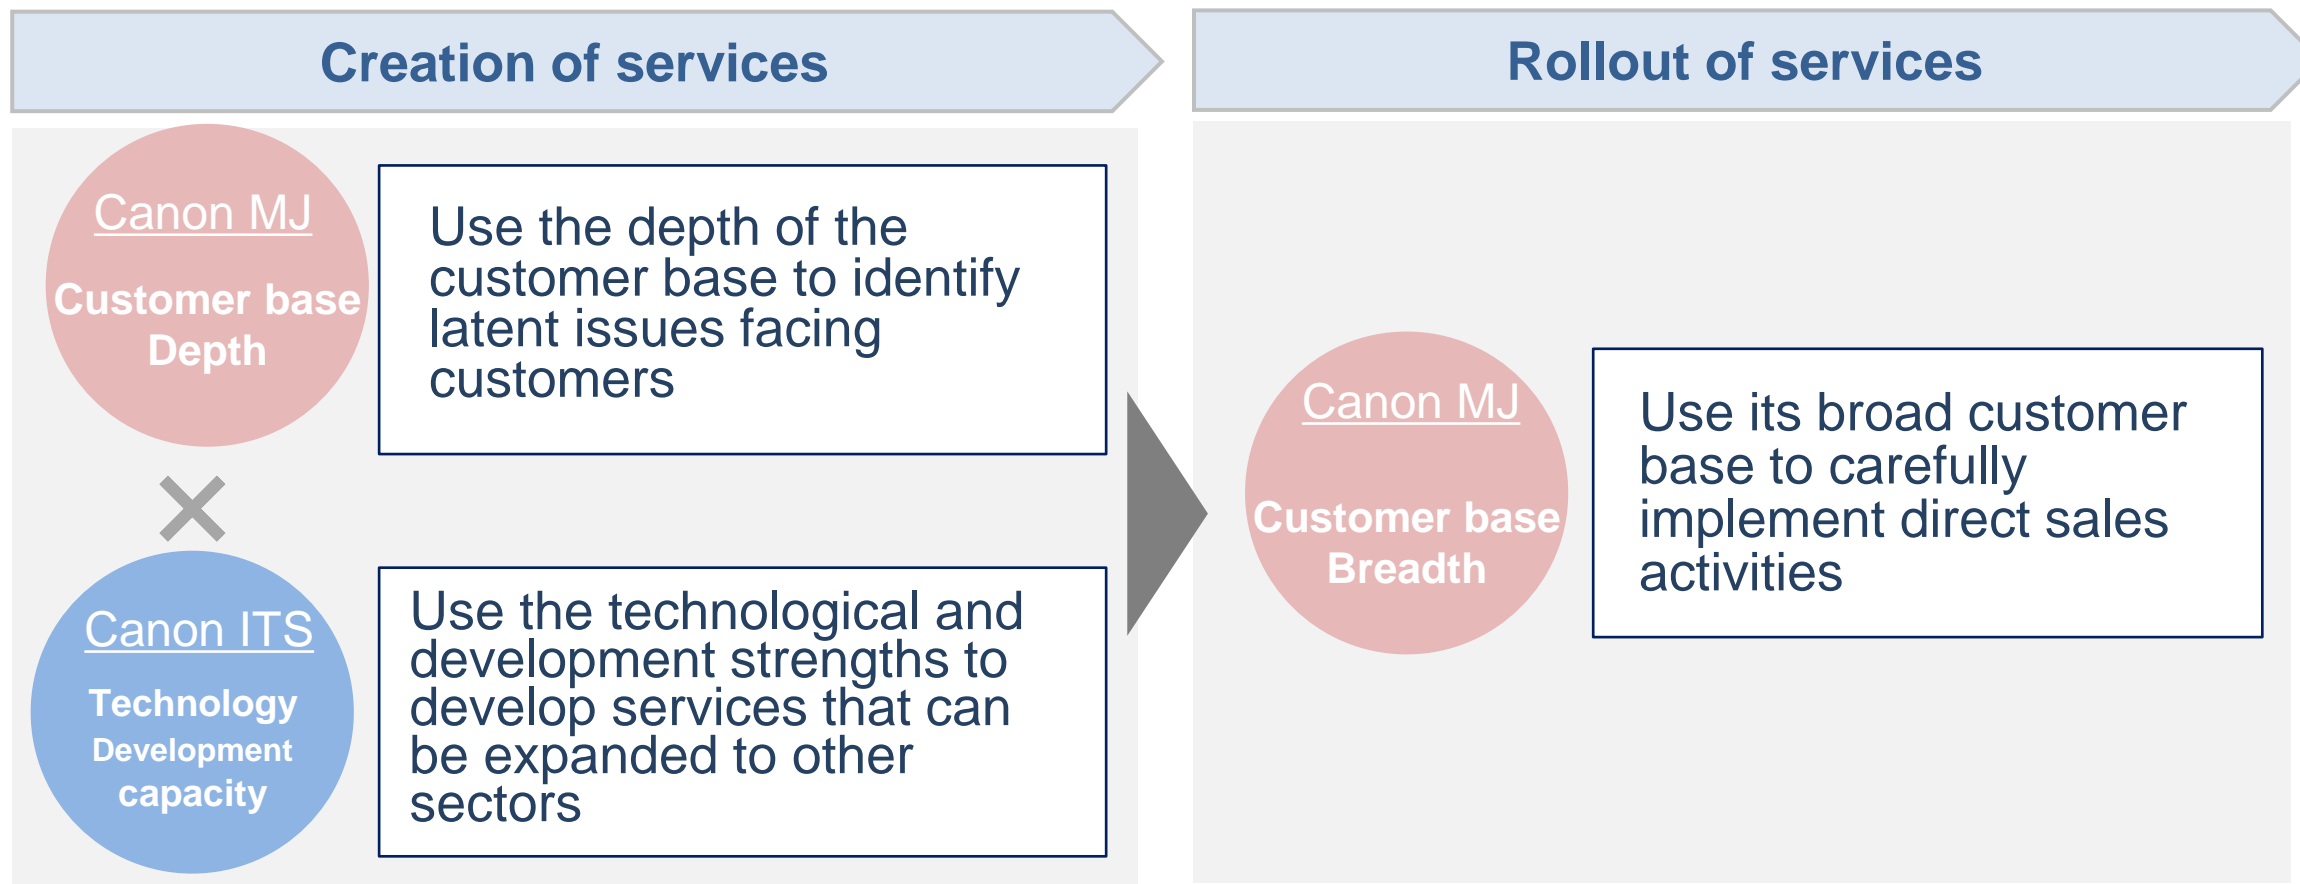 Creation of services
Rollout of services
Canon MJ
Customer base
Depth
Use the depth of the
customer base to identify
latent issues facing
customers
Canon ITS
Technology
Development
capacity
Use the technological and
development strengths to
develop services that can
be expanded to other
sectors
Canon MJ
Customer base
Breadth
Use its broad customer
base to carefully
implement direct sales
activities